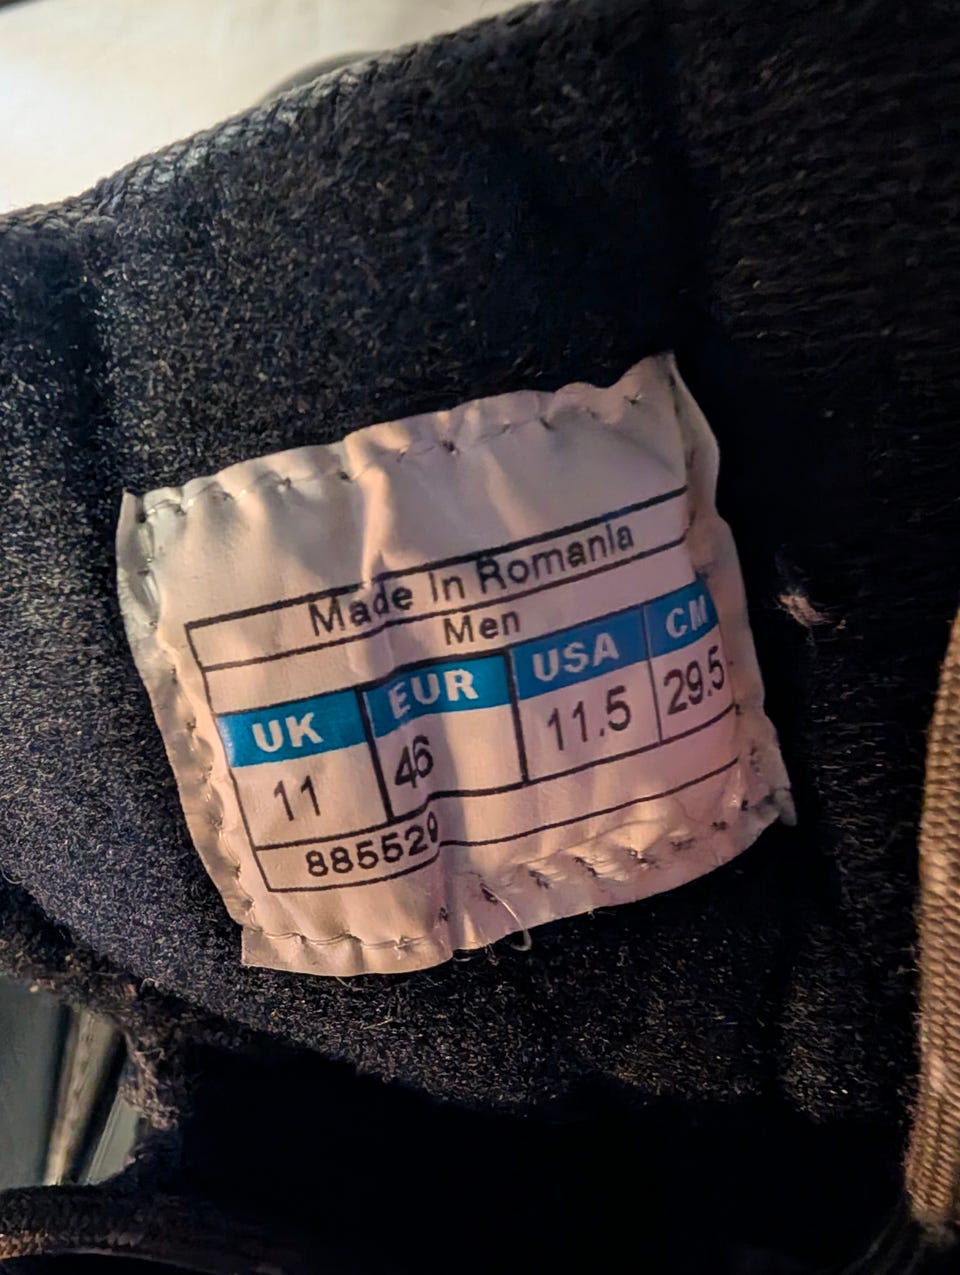 Made In Romania
Men
UK EUR USA CM
11 46 11.5 29.5
885529